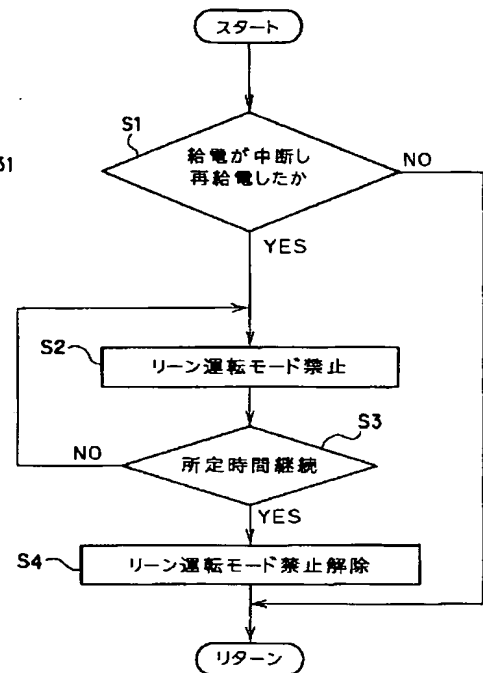 スタート
S1
31
給電が中断し
再給電したか
NO
YES
S2
リーン運転モード禁止
S3
NO
所定時間継続
YES
S4
リーン運転モード禁止解除
リターン